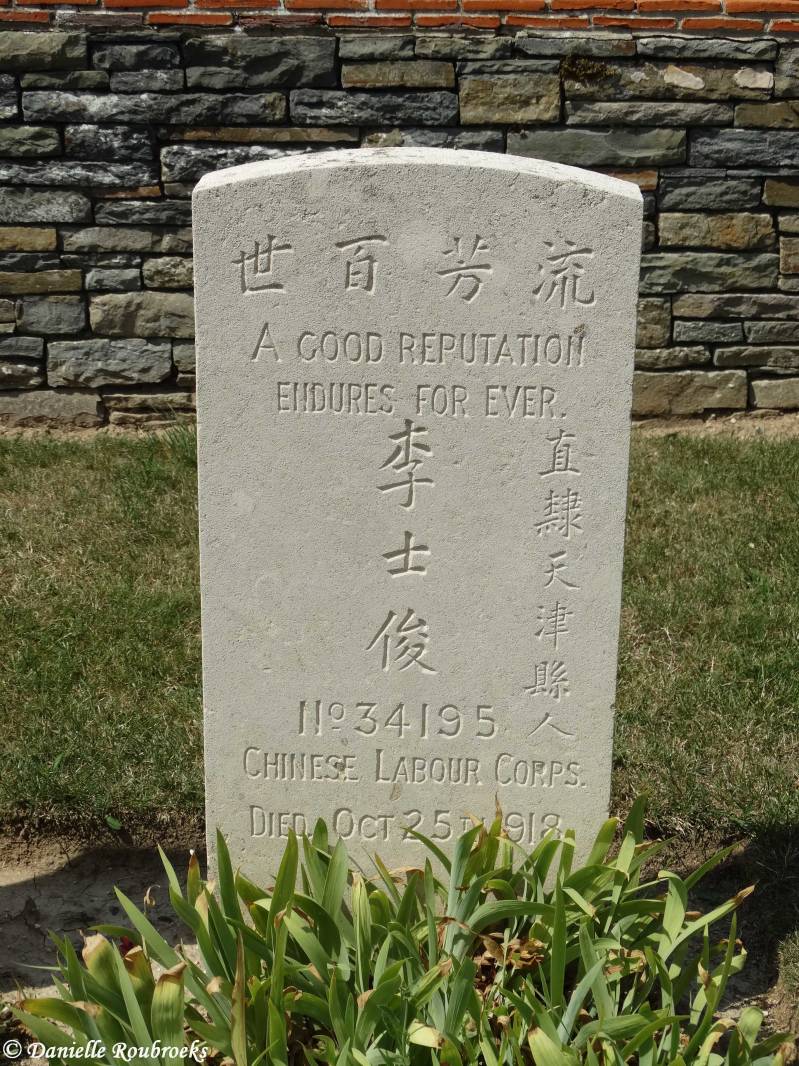 世百芳流
A GOOD REPUTATION
ENDURES FOR EVER.
直隸天津縣人
李士俊
Nº 34195
CHINESE LABOUR CORPS.
DIED. OCT 25TH 1918
© Danielle Roubroeks